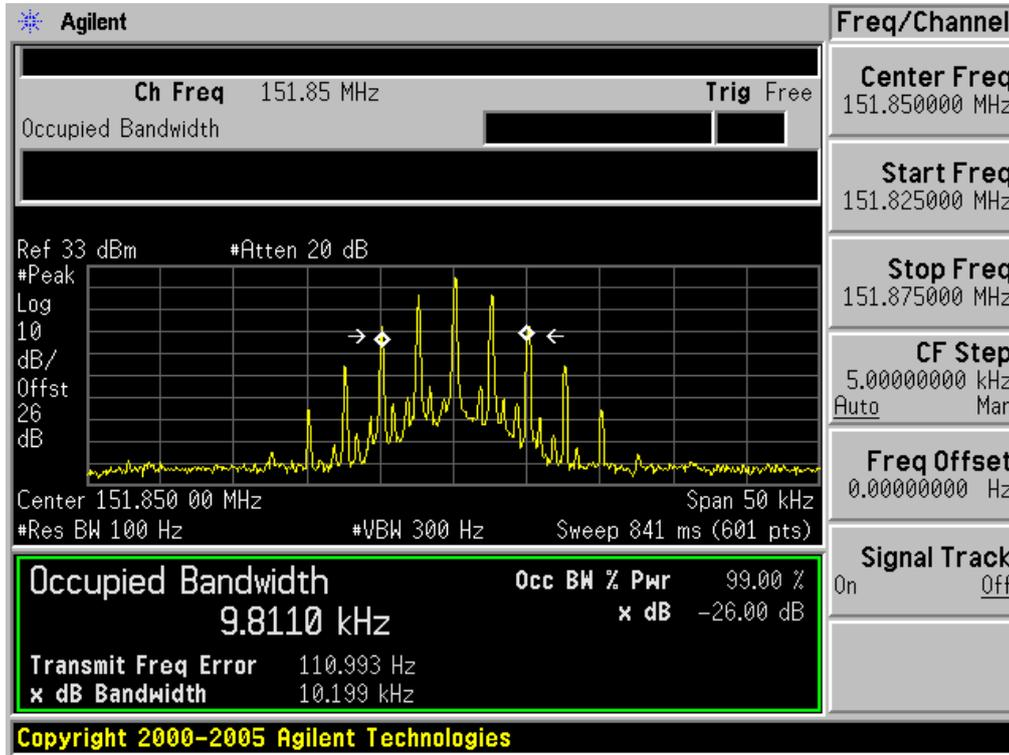 Agilent
Freq/Channel
Ch Freq 151.85 MHz Trig Free
Occupied Bandwidth
Center Freq
151.850000 MHz
Start Freq
151.825000 MHz
Stop Freq
151.875000 MHz
CF Step
5.00000000 kHz
Auto Man
Freq Offset
0.00000000 Hz
Signal Track
On Off
Ref 33 dBm #Atten 20 dB
#Peak
Log
10
dB/
Offst
26
dB
Center 151.850 00 MHz Span 50 kHz
#Res BW 100 Hz #VBW 300 Hz Sweep 841 ms (601 pts)
Occupied Bandwidth
9.8110 kHz
Occ BW % Pwr 99.00 %
x dB -26.00 dB
Transmit Freq Error 110.993 Hz
x dB Bandwidth 10.199 kHz
Copyright 2000-2005 Agilent Technologies